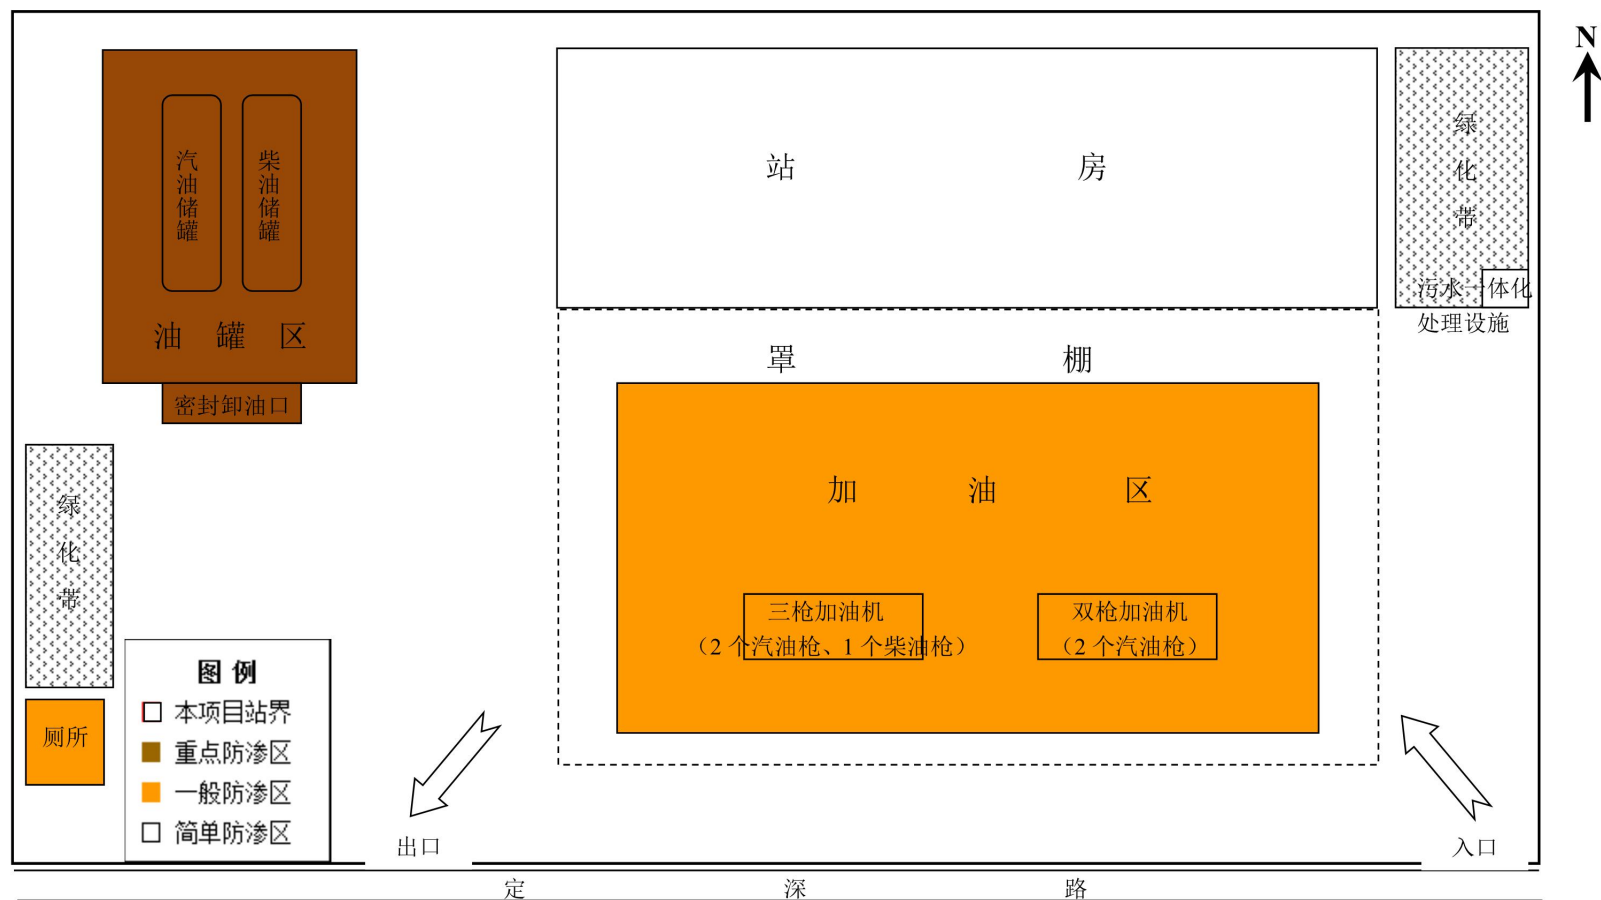 N
汽油储罐
柴油储罐
油罐区
密封卸油口
站房
绿化带
污水一体化
处理设施
罩棚
加油区
三枪加油机
（2 个汽油枪、1 个柴油枪）
双枪加油机
（2 个汽油枪）
绿化带
厕所
图例
本项目站界
重点防渗区
一般防渗区
简单防渗区
出口
入口
定深路